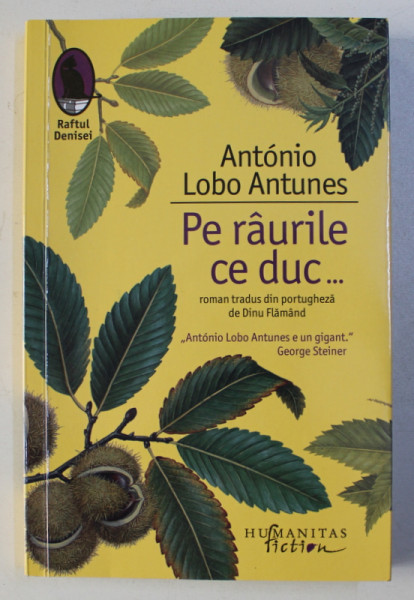 Raftul
Denisei
António
Lobo Antunes
Pe râurile
ce duc...
roman tradus din portugheză
de Dinu Flămând
„António Lobo Antunes e un gigant.“
George Steiner
HUMANITAS
fiction